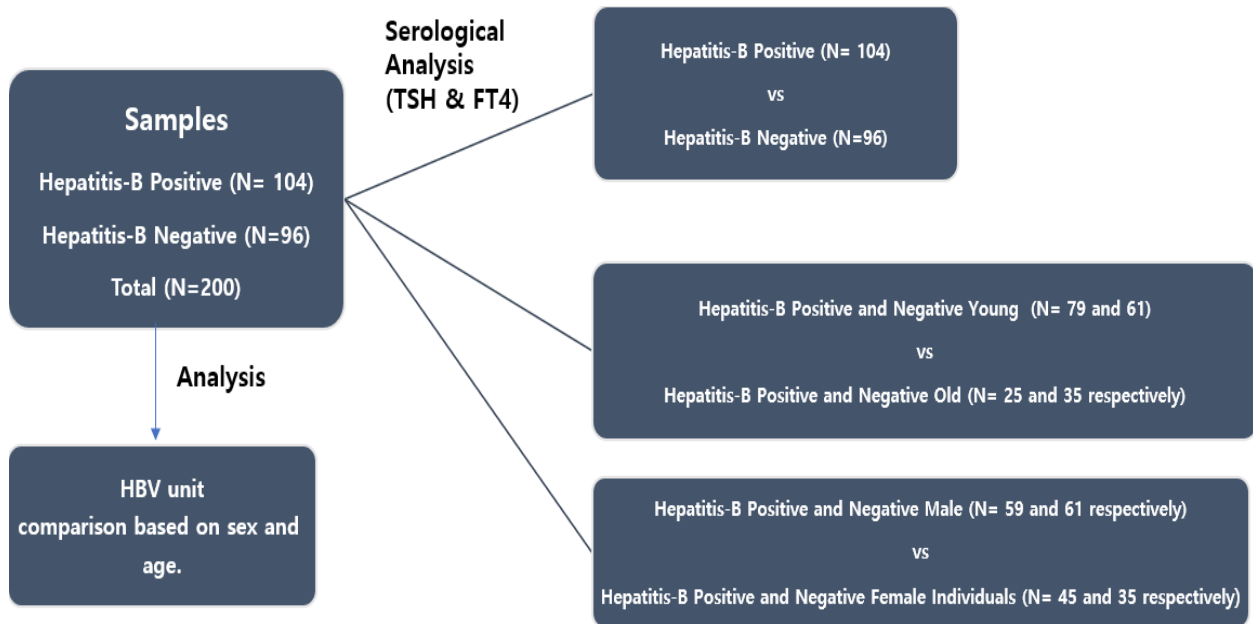 Samples
Hepatitis-B Positive (N= 104)
Hepatitis-B Negative (N=96)
Total (N=200)
Analysis
HBV unit
comparison based on sex and
age.
Serological
Analysis
(TSH & FT4)
Hepatitis-B Positive (N= 104)
vs
Hepatitis-B Negative (N=96)
Hepatitis-B Positive and Negative Young (N= 79 and 61)
vs
Hepatitis-B Positive and Negative Old (N= 25 and 35 respectively)
Hepatitis-B Positive and Negative Male (N= 59 and 61 respectively)
vs
Hepatitis-B Positive and Negative Female Individuals (N= 45 and 35 respectively)